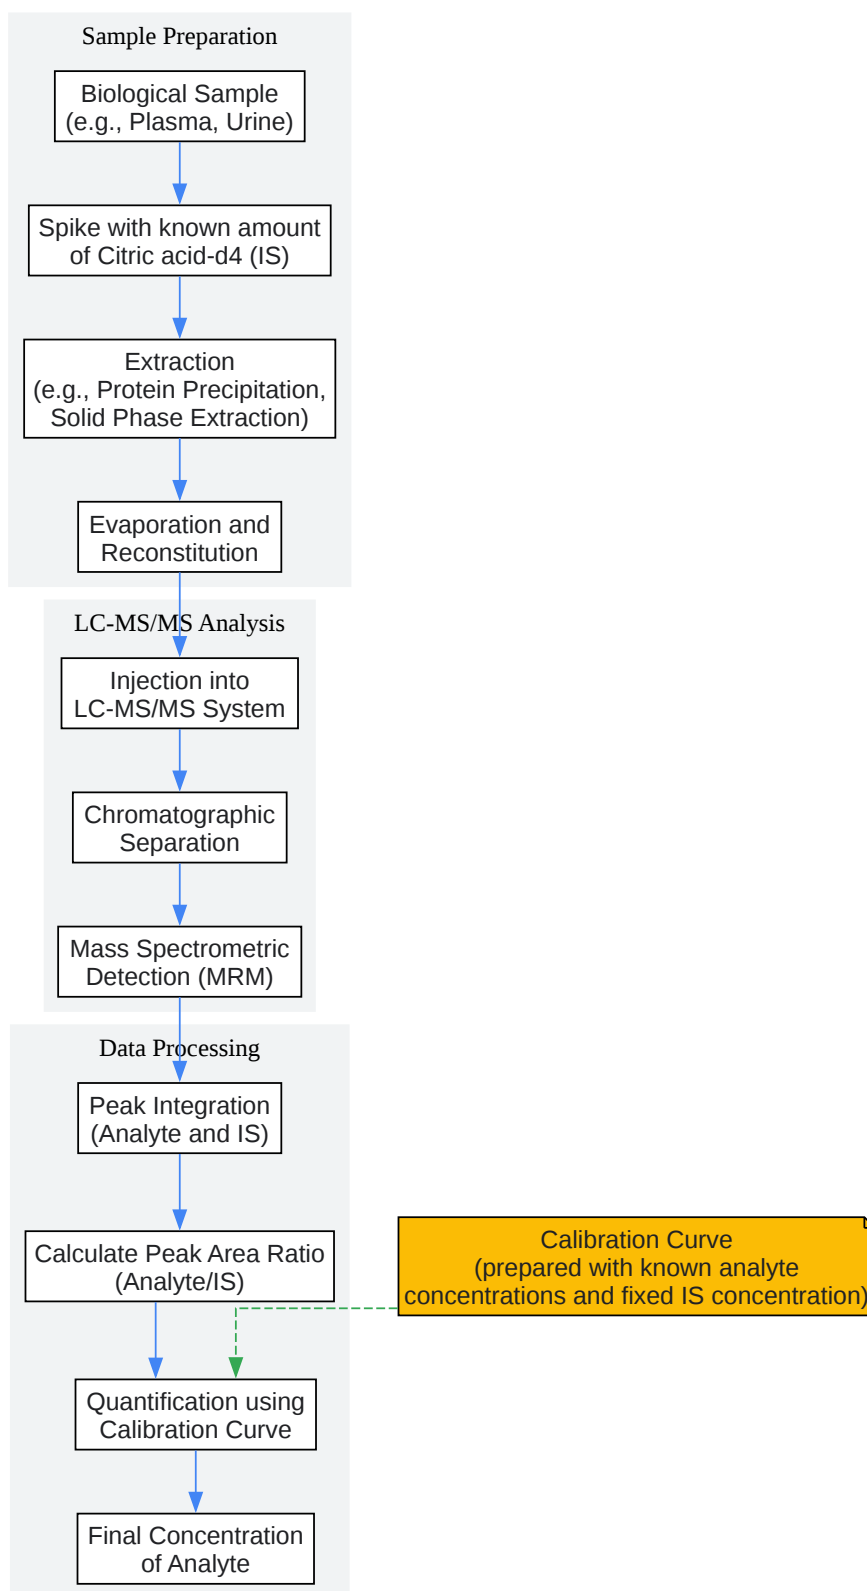 Sample Preparation
Biological Sample
(e.g., Plasma, Urine)
Spike with known amount
of Citric acid-d4 (IS)
Extraction
(e.g., Protein Precipitation,
Solid Phase Extraction)
Evaporation and
Reconstitution
LC-MS/MS Analysis
Injection into
LC-MS/MS System
Chromatographic
Separation
Mass Spectrometric
Detection (MRM)
Data Processing
Peak Integration
(Analyte and IS)
Calculate Peak Area Ratio
(Analyte/IS)
Calibration Curve
(prepared with known analyte
concentrations and fixed IS concentration)
Quantification using
Calibration Curve
Final Concentration
of Analyte